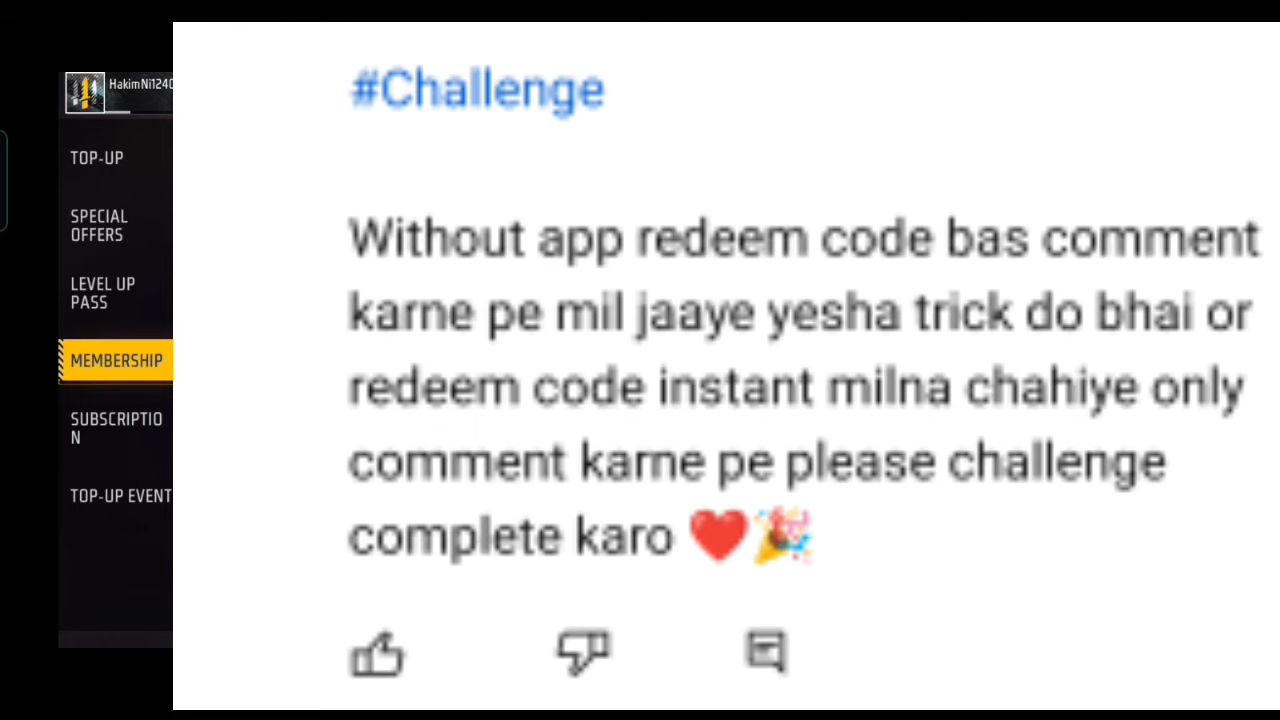 HakimNi1240
TOP-UP
SPECIAL
OFFERS
LEVEL UP
PASS
MEMBERSHIP
SUBSCRIPTIO
N
TOP-UP EVENT
#Challenge
Without app redeem code bas comment
karne pe mil jaaye yesha trick do bhai or
redeem code instant milna chahiye only
comment karne pe please challenge
complete karo ❤️🎉